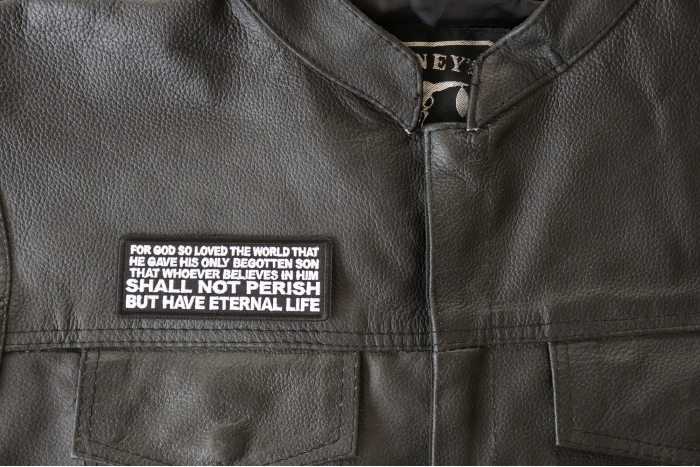 NEY'S
FOR GOD SO LOVED THE WORLD THAT
HE GAVE HIS ONLY BEGOTTEN SON
THAT WHOEVER BELIEVES IN HIM
SHALL NOT PERISH
BUT HAVE ETERNAL LIFE